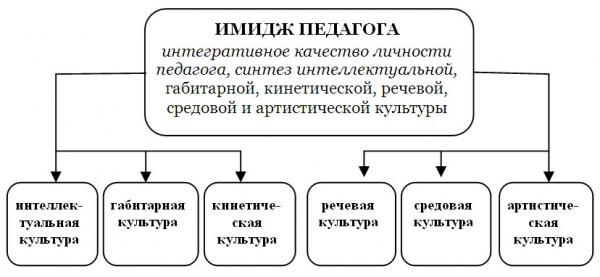 ИМИДЖ ПЕДАГОГА
интегративное качество личности
педагога, синтез интеллектуальной,
габитарной, кинетической, речевой,
средовой и артистической культуры
интеллек-
туальная
культура
габитарная
культура
кинетиче-
ская
культура
речевая
культура
средовая
культура
артистиче-
ская
культура